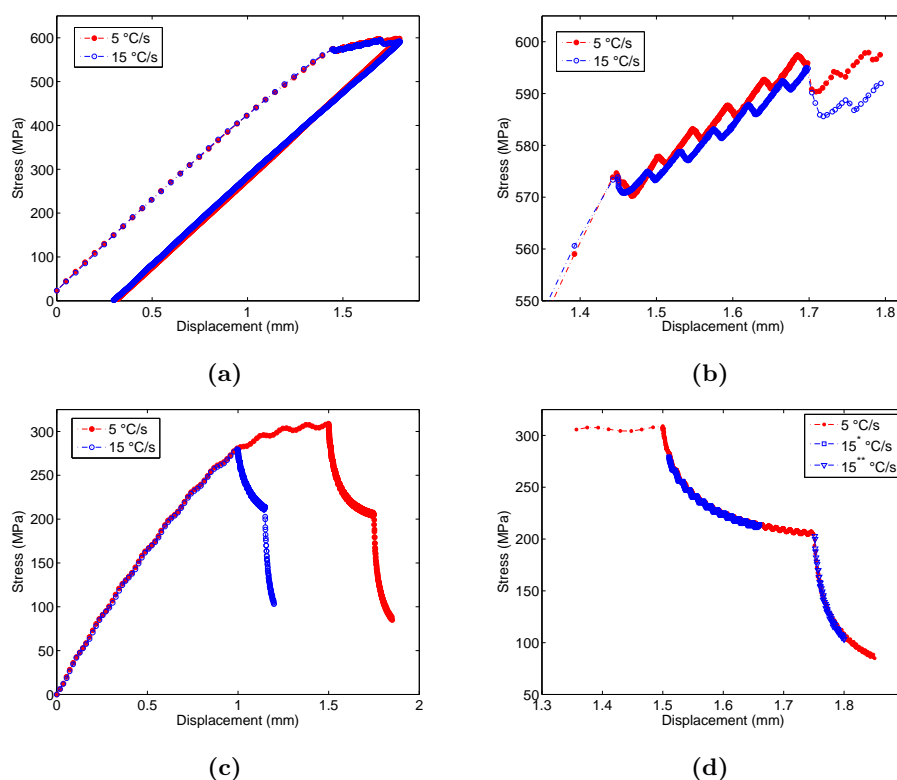 600
500
400
300
200
100
0
Stress (MPa)
0 0.5 1 1.5
Displacement (mm)
5 °C/s
15 °C/s
(a)
600
590
580
570
560
550
Stress (MPa)
1.4 1.5 1.6 1.7 1.8
Displacement (mm)
5 °C/s
15 °C/s
(b)
300
250
200
150
100
50
0
Stress (MPa)
0 0.5 1 1.5 2
Displacement (mm)
5 °C/s
15 °C/s
(c)
350
300
250
200
150
100
50
Stress (MPa)
1.3 1.4 1.5 1.6 1.7 1.8
Displacement (mm)
5 °C/s
15* °C/s
15** °C/s
(d)